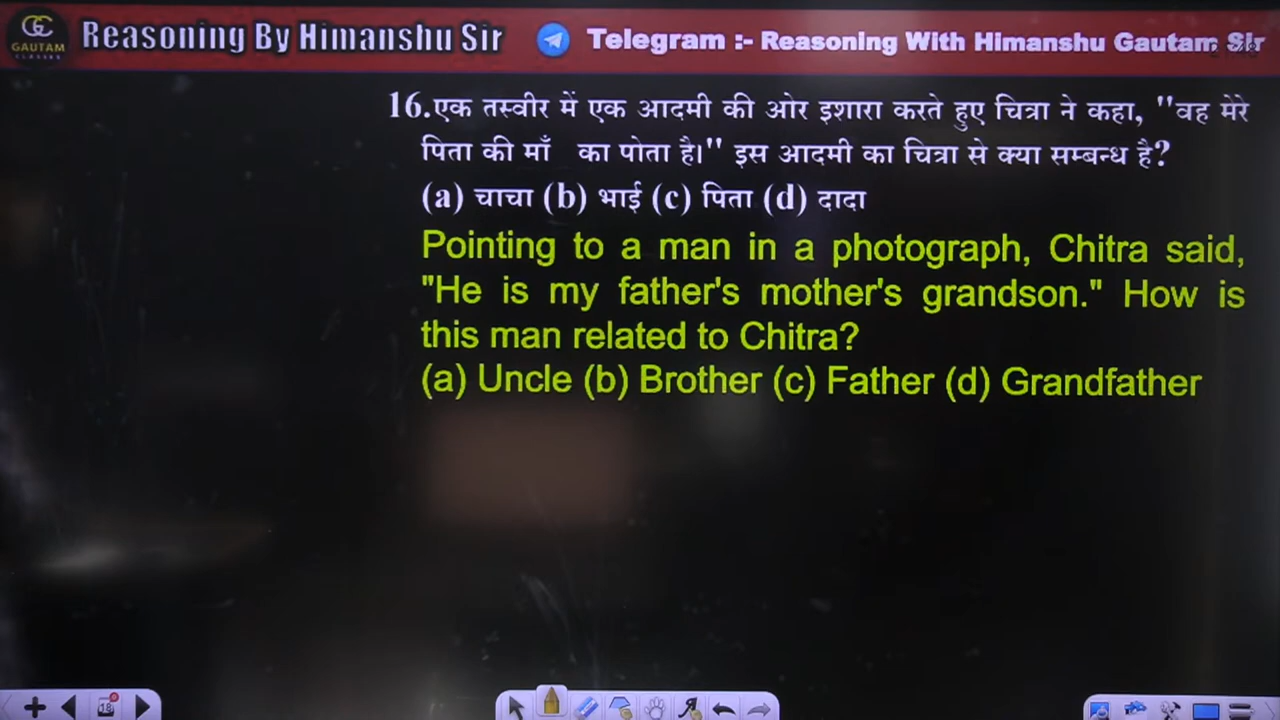 GC
GAUTAM
CLASSES
Reasoning By Himanshu Sir
Telegram :- Reasoning With Himanshu Gautam Sir
16.एक तस्वीर में एक आदमी की ओर इशारा करते हुए चित्रा ने कहा, "वह मेरे
पिता की माँ का पोता है।" इस आदमी का चित्रा से क्या सम्बन्ध है?
(a) चाचा (b) भाई (c) पिता (d) दादा
Pointing to a man in a photograph, Chitra said,
"He is my father's mother's grandson." How is
this man related to Chitra?
(a) Uncle (b) Brother (c) Father (d) Grandfather
18